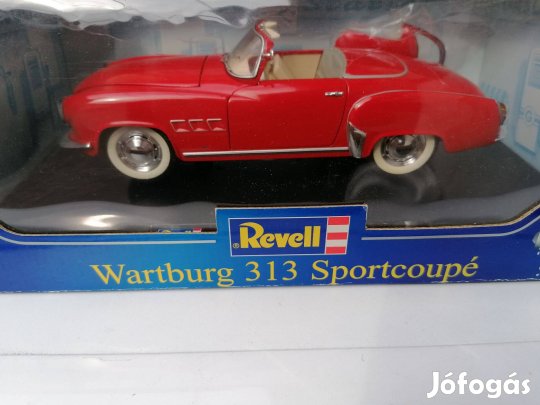 Revell
Wartburg 313 Sportcoupé
Jófogás